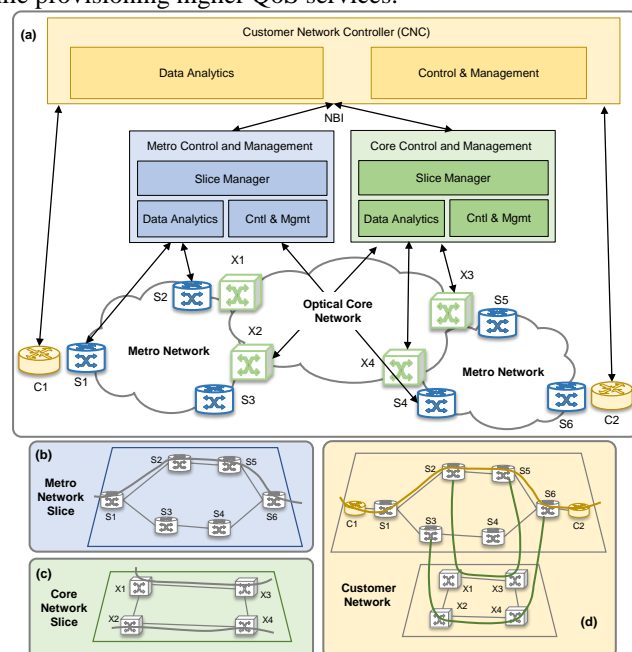 provisioning higher QoS services.
(a)
Customer Network Controller (CNC)
Data Analytics
Control & Management
NBI
Metro Control and Management
Slice Manager
Data Analytics
Cntl & Mgmt
Core Control and Management
Slice Manager
Data Analytics
Cntl & Mgmt
X1
X3
S2
S5
Optical Core
Network
X2
Metro Network
X4
Metro Network
C1
S1
S3
S4
S6
C2
(b)
Metro
Network
Slice
S2
S5
S1
S6
S3
S4
(c)
Core
Network
Slice
X1
X3
X2
X4
S2
S5
S6
C1
S1
S3
S4
C2
X1
X3
X2
X4
Customer
Network
(d)